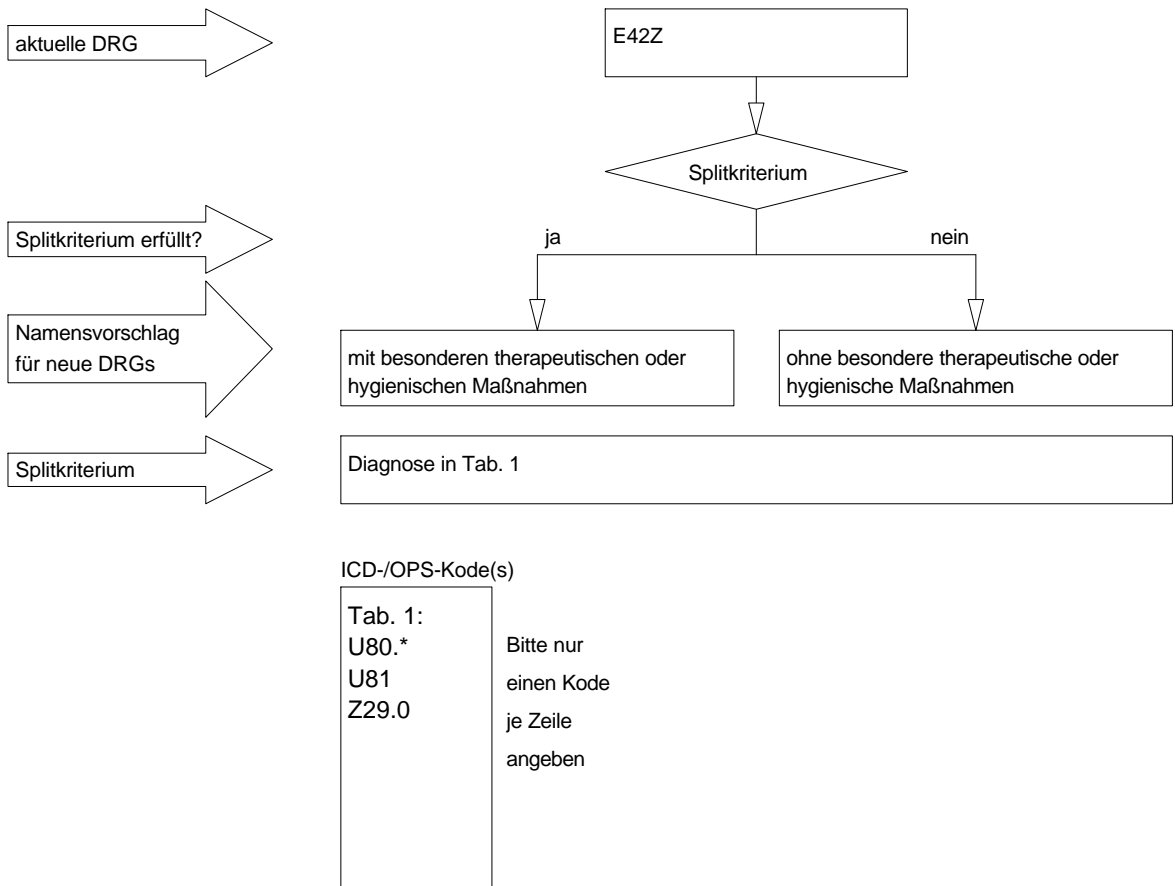 aktuelle DRG
E42Z
Splitkriterium
Splitkriterium erfüllt?
ja
nein
Namensvorschlag
für neue DRGs
mit besonderen therapeutischen oder
hygienischen Maßnahmen
ohne besondere therapeutische oder
hygienische Maßnahmen
Splitkriterium
Diagnose in Tab. 1
ICD-/OPS-Kode(s)
Tab. 1:
U80.*
U81
Z29.0
Bitte nur
einen Kode
je Zeile
angeben